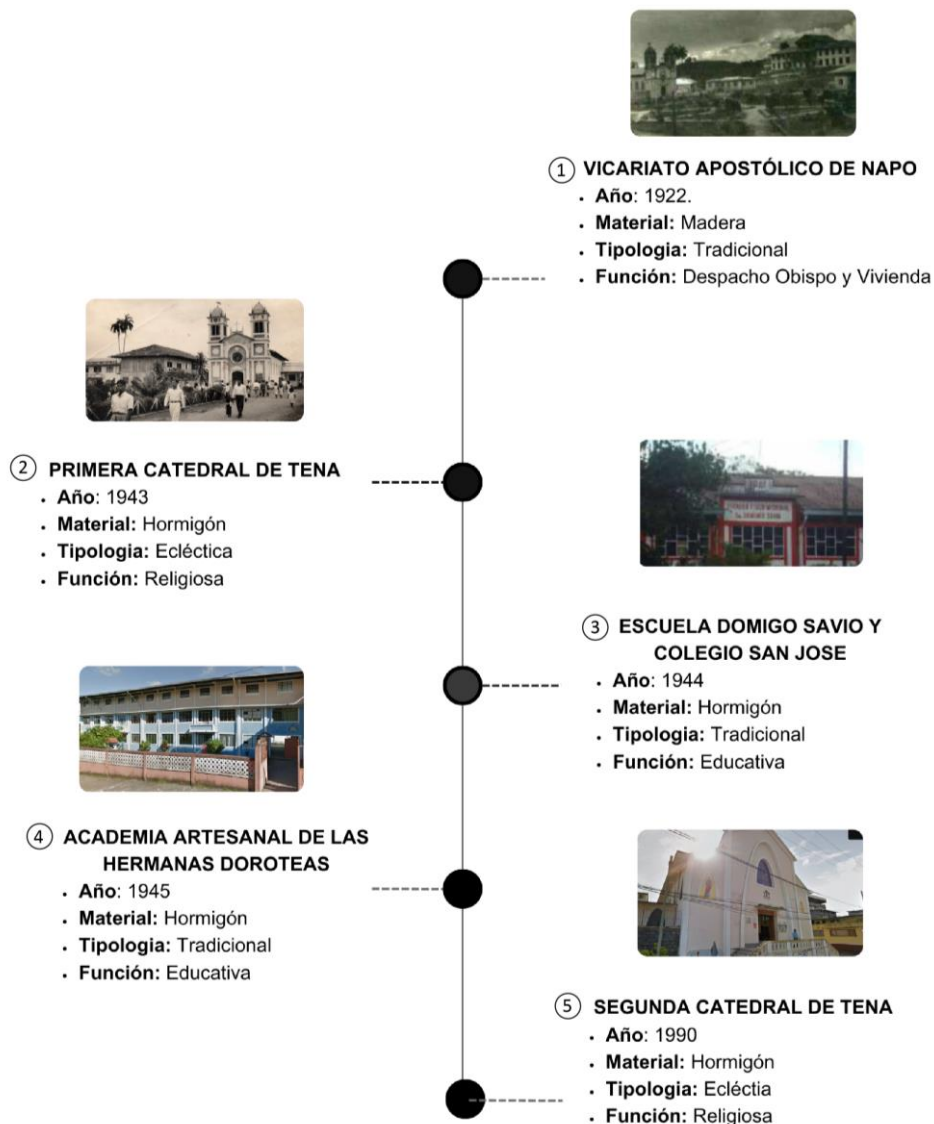 ① VICARIATO APOSTÓLICO DE NAPO
• Año: 1922.
• Material: Madera
• Tipologia: Tradicional
• Función: Despacho Obispo y Vivienda
② PRIMERA CATEDRAL DE TENA
• Año: 1943
• Material: Hormigón
• Tipologia: Ecléctica
• Función: Religiosa
③ ESCUELA DOMIGO SAVIO Y
COLEGIO SAN JOSE
• Año: 1944
• Material: Hormigón
• Tipologia: Tradicional
• Función: Educativa
④ ACADEMIA ARTESANAL DE LAS
HERMANAS DOROTEAS
• Año: 1945
• Material: Hormigón
• Tipologia: Tradicional
• Función: Educativa
⑤ SEGUNDA CATEDRAL DE TENA
• Año: 1990
• Material: Hormigón
• Tipologia: Ecléctia
• Función: Religiosa